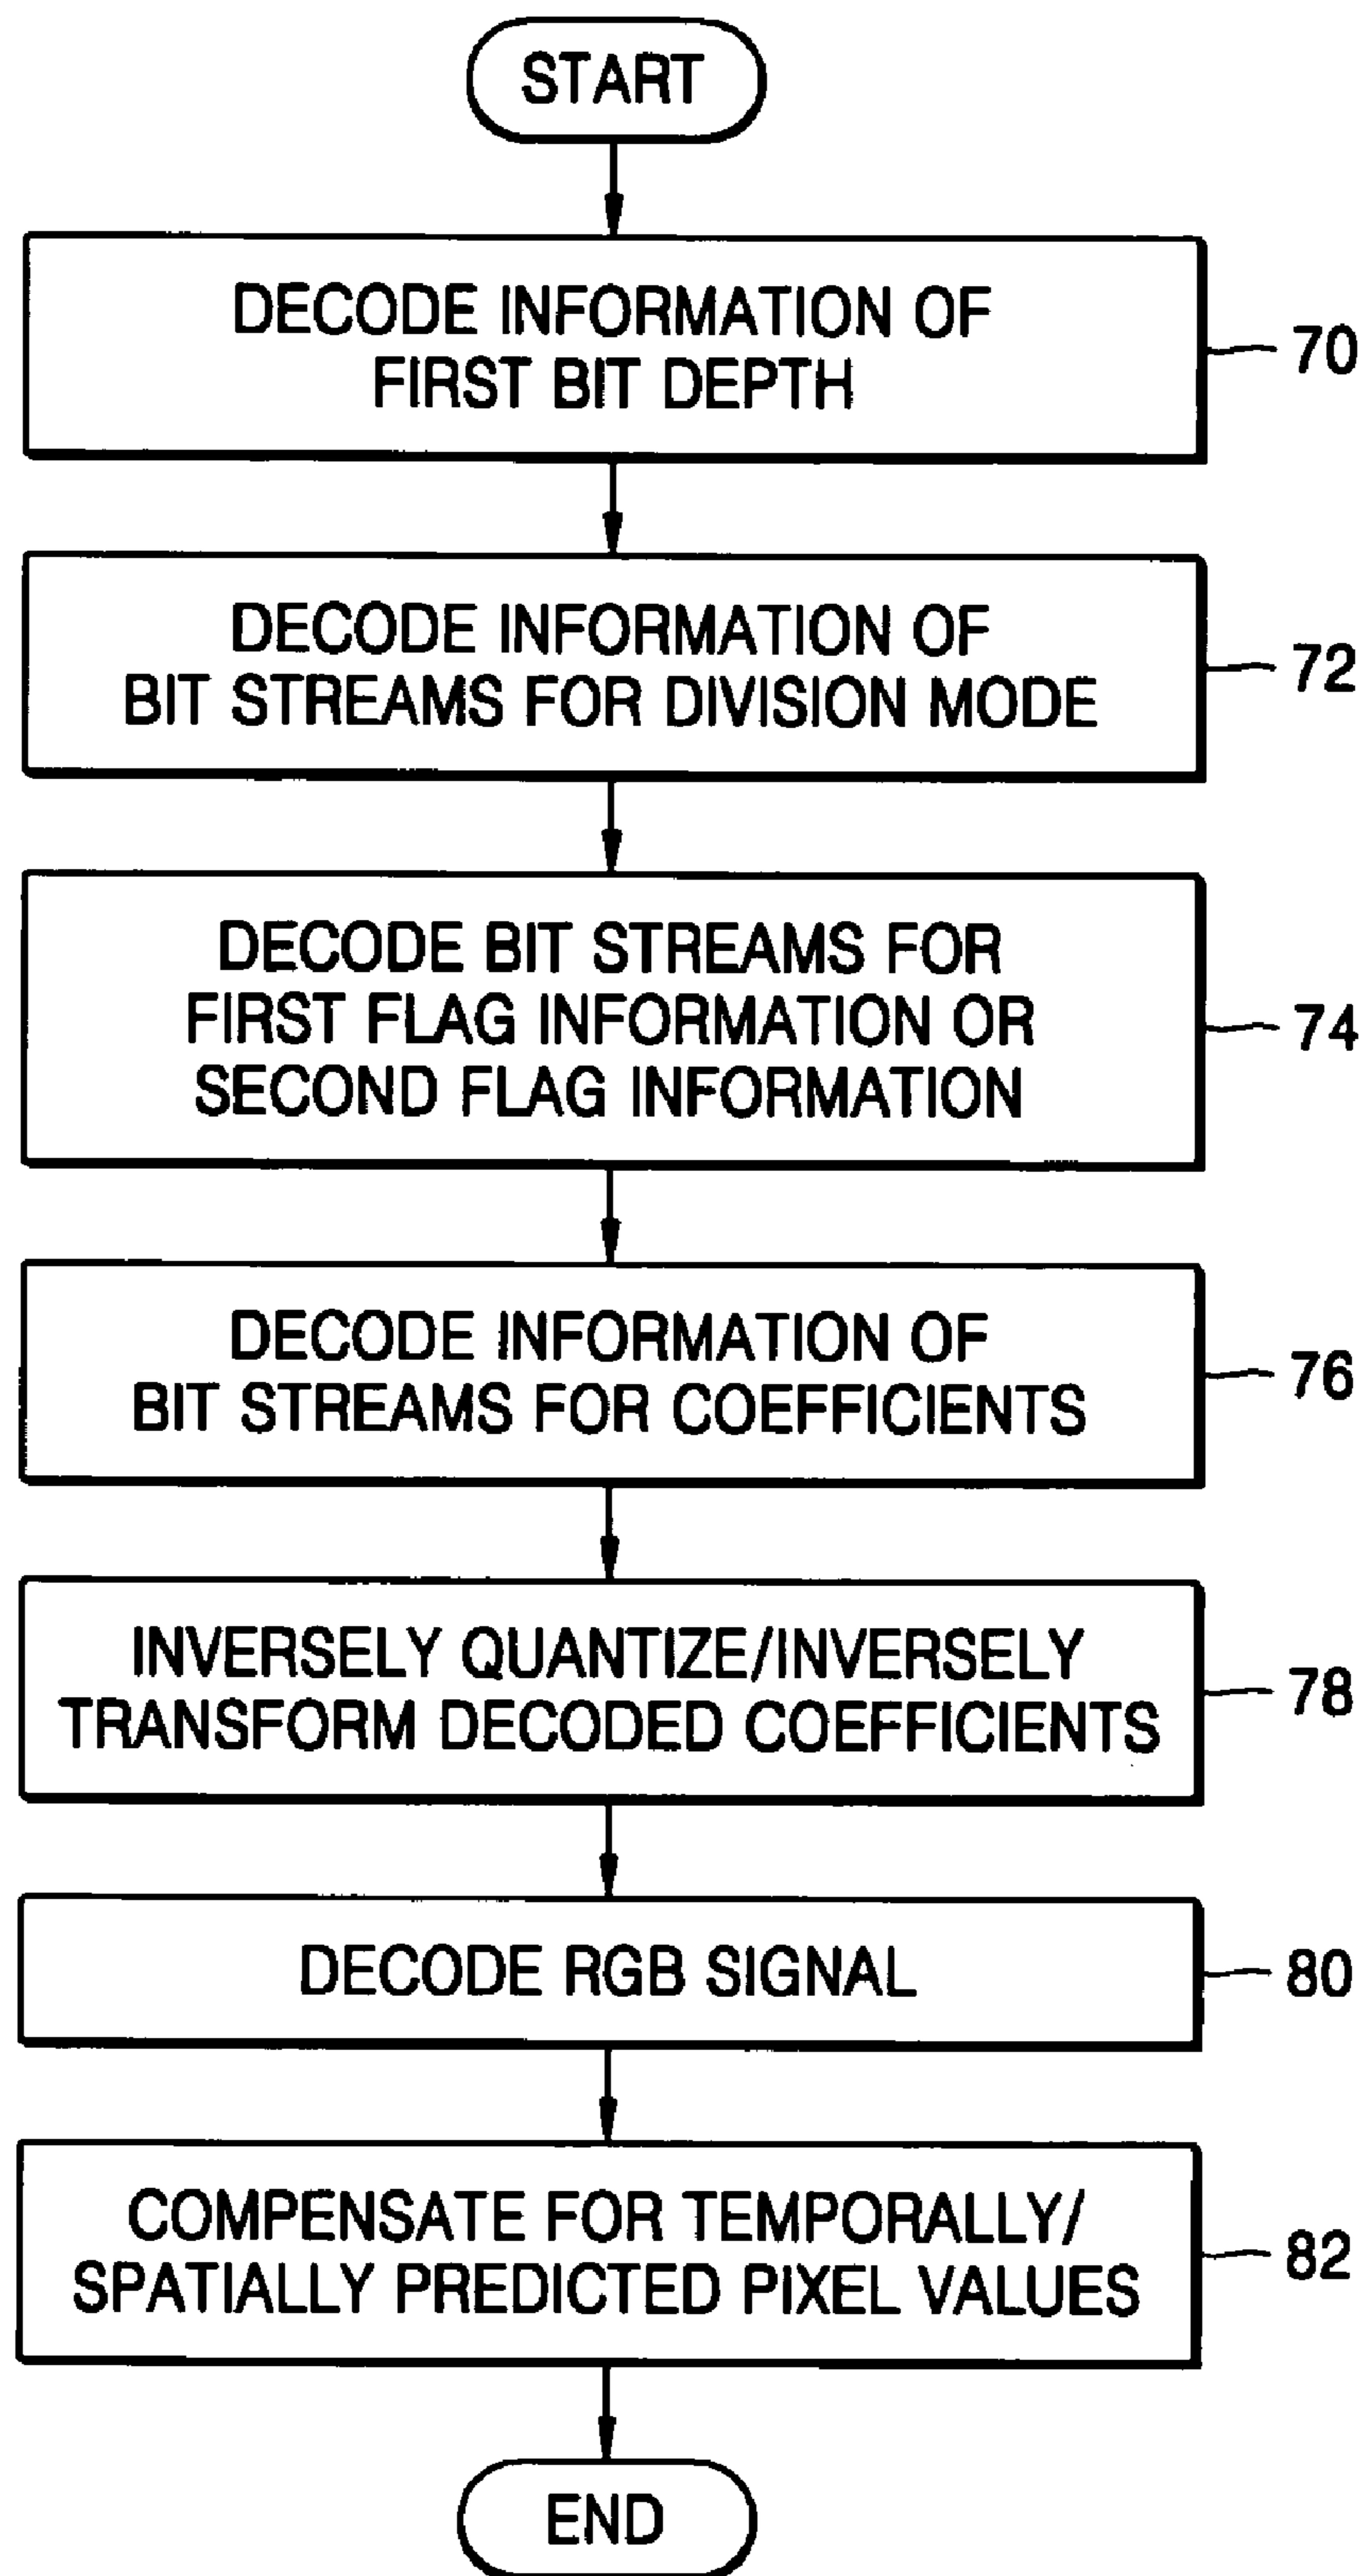 START
DECODE INFORMATION OF
FIRST BIT DEPTH
70
DECODE INFORMATION OF
BIT STREAMS FOR DIVISION MODE
72
DECODE BIT STREAMS FOR
FIRST FLAG INFORMATION OR
SECOND FLAG INFORMATION
74
DECODE INFORMATION OF
BIT STREAMS FOR COEFFICIENTS
76
INVERSELY QUANTIZE/INVERSELY
TRANSFORM DECODED COEFFICIENTS
78
DECODE RGB SIGNAL
80
COMPENSATE FOR TEMPORALLY/
SPATIALLY PREDICTED PIXEL VALUES
82
END